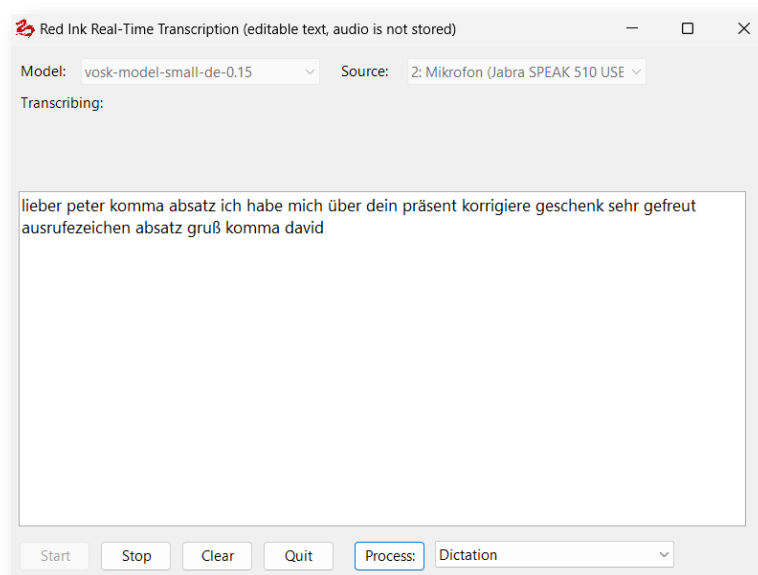 Red Ink Real-Time Transcription (editable text, audio is not stored)
Model: vosk-model-small-de-0.15 Source: 2: Mikrofon (Jabra SPEAK 510 USE
Transcribing:
lieber peter komma absatz ich habe mich über dein präsent korrigiere geschenk sehr gefreut
ausrufezeichen absatz gruß komma david
Start Stop Clear Quit Process: Dictation